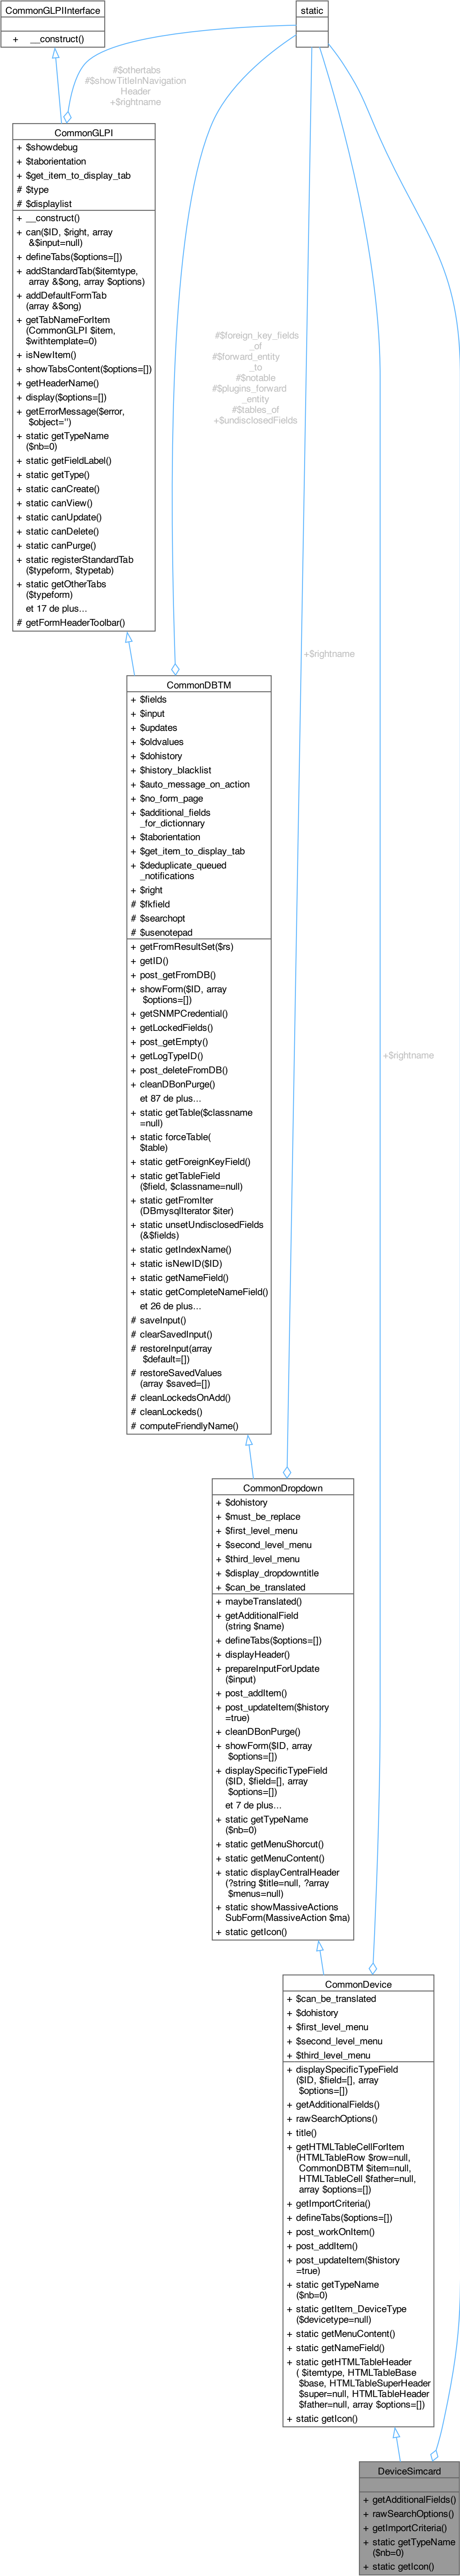 CommonGLPIInterface
+ __construct()
static
#$othertabs
#$showTitleInNavigation
Header
+$rightname
CommonGLPI
+ $showdebug
+ $taborientation
+ $get_item_to_display_tab
# $type
# $displaylist
+ __construct()
+ can($ID, $right, array
&$input=null)
+ defineTabs($options=[])
+ addStandardTab($itemtype,
array &$ong, array $options)
+ addDefaultFormTab
(array &$ong)
+ getTabNameForItem
(CommonGLPI $item,
$withtemplate=0)
+ isNewItem()
+ showTabsContent($options=[])
+ getHeaderName()
+ display($options=[])
+ getErrorMessage($error,
$object='')
+ static getTypeName
($nb=0)
+ static getFieldLabel()
+ static getType()
+ static canCreate()
+ static canView()
+ static canUpdate()
+ static canDelete()
+ static canPurge()
+ static registerStandardTab
($typeform, $typetab)
+ static getOtherTabs
($typeform)
et 17 de plus...
# getFormHeaderToolbar()
#$foreign_key_fields
_of
#$forward_entity
_to
#$notable
#$plugins_forward
_entity
#$tables_of
+$undisclosedFields
+$rightname
CommonDBTM
+ $fields
+ $input
+ $updates
+ $oldvalues
+ $dohistory
+ $history_blacklist
+ $auto_message_on_action
+ $no_form_page
+ $additional_fields
_for_dictionnary
+ $taborientation
+ $get_item_to_display_tab
+ $deduplicate_queued
_notifications
+ $right
# $fkfield
# $searchopt
# $usenotepad
+ getFromResultSet($rs)
+ getID()
+ post_getFromDB()
+ showForm($ID, array
$options=[])
+ getSNMPCredential()
+ getLockedFields()
+ post_getEmpty()
+ getLogTypeID()
+ post_deleteFromDB()
+ cleanDBonPurge()
et 87 de plus...
+ static getTable($classname
=null)
+ static forceTable(
$table)
+ static getForeignKeyField()
+ static getTableField
($field, $classname=null)
+ static getFromIter
(DBmysqlIterator $iter)
+ static unsetUndisclosedFields
(&$fields)
+ static getIndexName()
+ static isNewID($ID)
+ static getNameField()
+ static getCompleteNameField()
et 26 de plus...
# saveInput()
# clearSavedInput()
# restoreInput(array
$default=[])
# restoreSavedValues
(array $saved=[])
# cleanLockedsOnAdd()
# cleanLockeds()
# computeFriendlyName()
+$rightname
CommonDropdown
+ $dohistory
+ $must_be_replace
+ $first_level_menu
+ $second_level_menu
+ $third_level_menu
+ $display_dropdowntitle
+ $can_be_translated
+ maybeTranslated()
+ getAdditionalField
(string $name)
+ defineTabs($options=[])
+ displayHeader()
+ prepareInputForUpdate
($input)
+ post_addItem()
+ post_updateItem($history
=true)
+ cleanDBonPurge()
+ showForm($ID, array
$options=[])
+ displaySpecificTypeField
($ID, $field=[], array
$options=[])
et 7 de plus...
+ static getTypeName
($nb=0)
+ static getMenuShorcut()
+ static getMenuContent()
+ static displayCentralHeader
(?string $title=null, ?array
$menus=null)
+ static showMassiveActions
SubForm(MassiveAction $ma)
+ static getIcon()
CommonDevice
+ $can_be_translated
+ $dohistory
+ $first_level_menu
+ $second_level_menu
+ $third_level_menu
+ displaySpecificTypeField
($ID, $field=[], array
$options=[])
+ getAdditionalFields()
+ rawSearchOptions()
+ title()
+ getHTMLTableCellForItem
(HTMLTableRow $row=null,
CommonDBTM $item=null,
HTMLTableCell $father=null,
array $options=[])
+ getImportCriteria()
+ defineTabs($options=[])
+ post_workOnItem()
+ post_addItem()
+ post_updateItem($history
=true)
+ static getTypeName
($nb=0)
+ static getItem_DeviceType
($devicetype=null)
+ static getMenuContent()
+ static getNameField()
+ static getHTMLTableHeader
( $itemtype, HTMLTableBase
$base, HTMLTableSuperHeader
$super=null, HTMLTableHeader
$father=null, array $options=[])
+ static getIcon()
DeviceSimcard
+ getAdditionalFields()
+ rawSearchOptions()
+ getImportCriteria()
+ static getTypeName
($nb=0)
+ static getIcon()